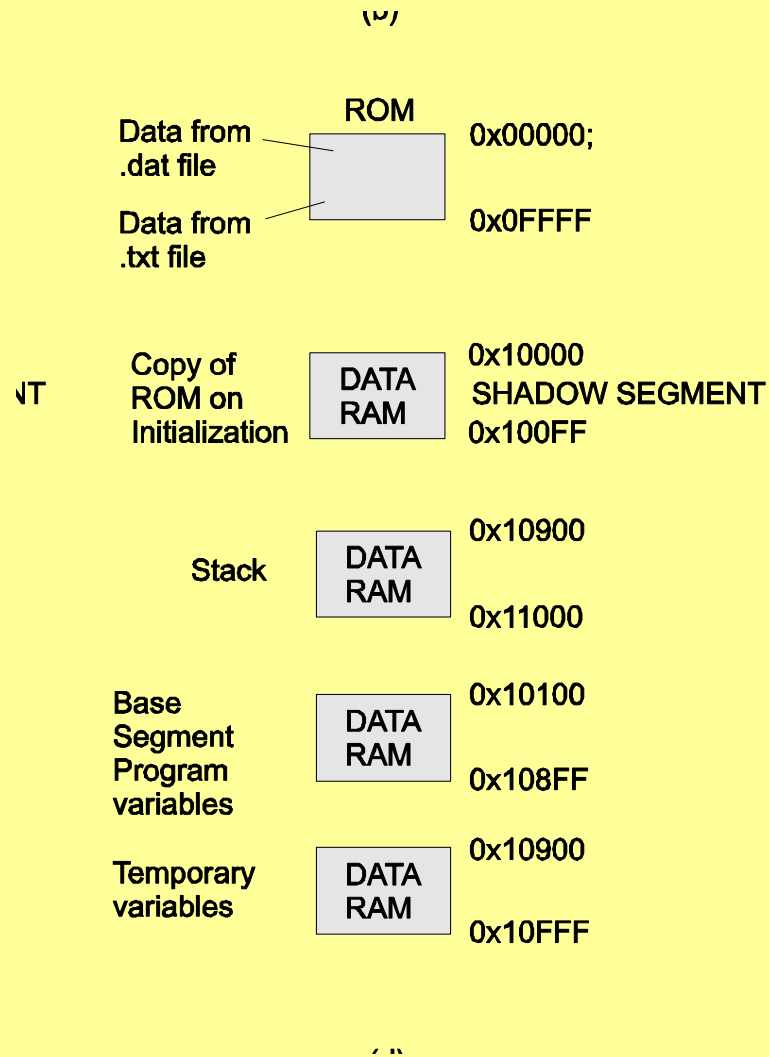 ROM
Data from
.dat file
0x00000;
Data from
.txt file
0x0FFFF
Copy of
ROM on
Initialization
DATA
RAM
0x10000
SHADOW SEGMENT
0x100FF
Stack
DATA
RAM
0x10900
0x11000
Base
Segment
Program
variables
DATA
RAM
0x10100
0x108FF
Temporary
variables
DATA
RAM
0x10900
0x10FFF